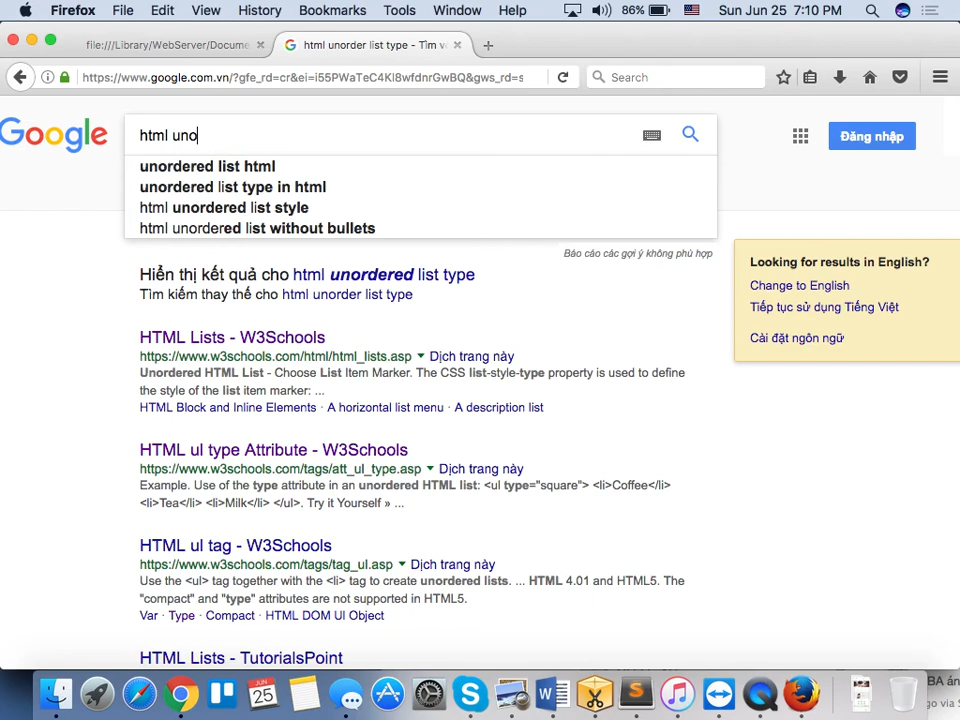 Firefox File Edit View History Bookmarks Tools Window Help 86% Sun Jun 25 7:10 PM
file:///Library/WebServer/Docume
html unorder list type - Tìm v
https://www.google.com.vn/?gfe_rd=cr&ei=i55PWaTeC4Kl8wfdnrGwBQ&gws_rd=s
Search
Google
html uno
Đăng nhập
unordered list html
unordered list type in html
html unordered list style
html unordered list without bullets
Báo cáo các gợi ý không phù hợp
Hiển thị kết quả cho html unordered list type
Tìm kiếm thay thế cho html unorder list type
Looking for results in English?
Change to English
Tiếp tục sử dụng Tiếng Việt
Cài đặt ngôn ngữ
HTML Lists - W3Schools
https://www.w3schools.com/html/html_lists.asp Dịch trang này
Unordered HTML List - Choose List Item Marker. The CSS list-style-type property is used to define
the style of the list item marker: ...
HTML Block and Inline Elements · A horizontal list menu · A description list
HTML ul type Attribute - W3Schools
https://www.w3schools.com/tags/att_ul_type.asp Dịch trang này
Example. Use of the type attribute in an unordered HTML list: <ul type="square"> <li>Coffee</li>
<li>Tea</li> <li>Milk</li> </ul>. Try it Yourself » ...
HTML ul tag - W3Schools
https://www.w3schools.com/tags/tag_ul.asp Dịch trang này
Use the <ul> tag together with the <li> tag to create unordered lists. ... HTML 4.01 and HTML5. The
"compact" and "type" attributes are not supported in HTML5.
Var · Type · Compact · HTML DOM Ul Object
HTML Lists - TutorialsPoint
JUN
25
BA án
go via S